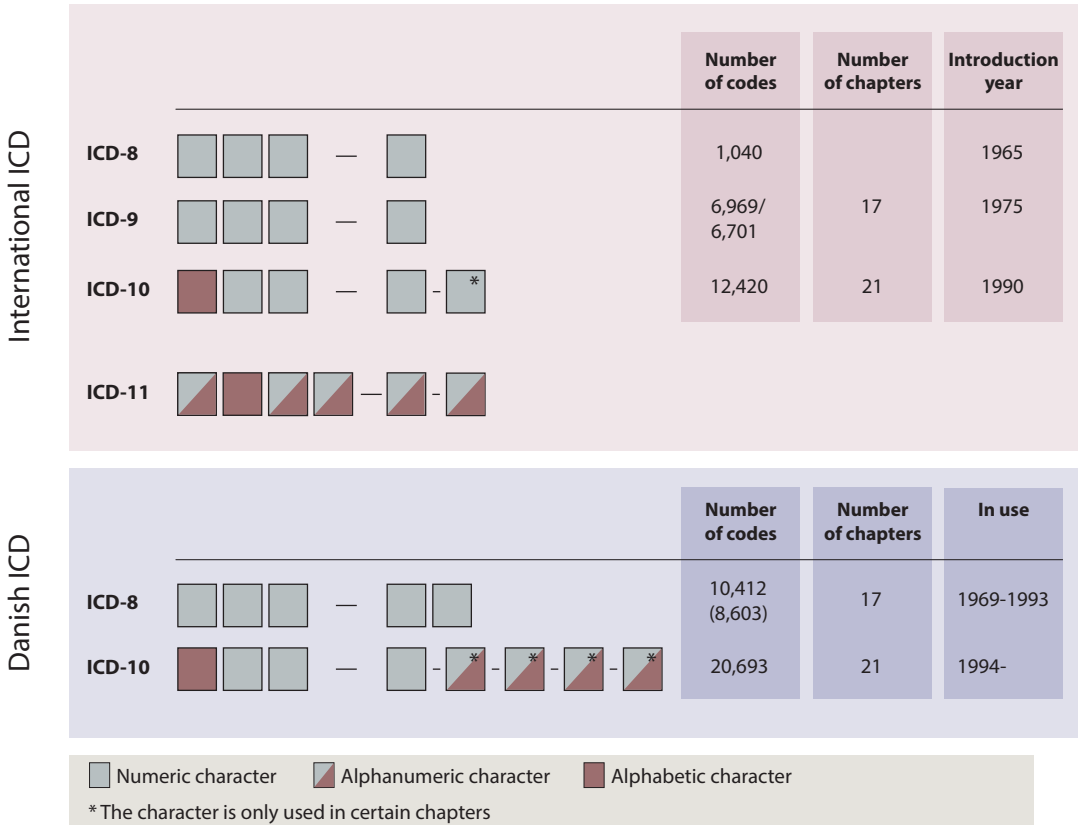 International ICD
Number of codes
Number of chapters
Introduction year
ICD-8 — 1,040 1965
ICD-9 — 6,969/ 6,701 17 1975
ICD-10 — - * 12,420 21 1990
ICD-11 — -
Danish ICD
Number of codes
Number of chapters
In use
ICD-8 — 10,412 (8,603) 17 1969-1993
ICD-10 — - * - * - * - * 20,693 21 1994-
Numeric character
Alphanumeric character
Alphabetic character
* The character is only used in certain chapters